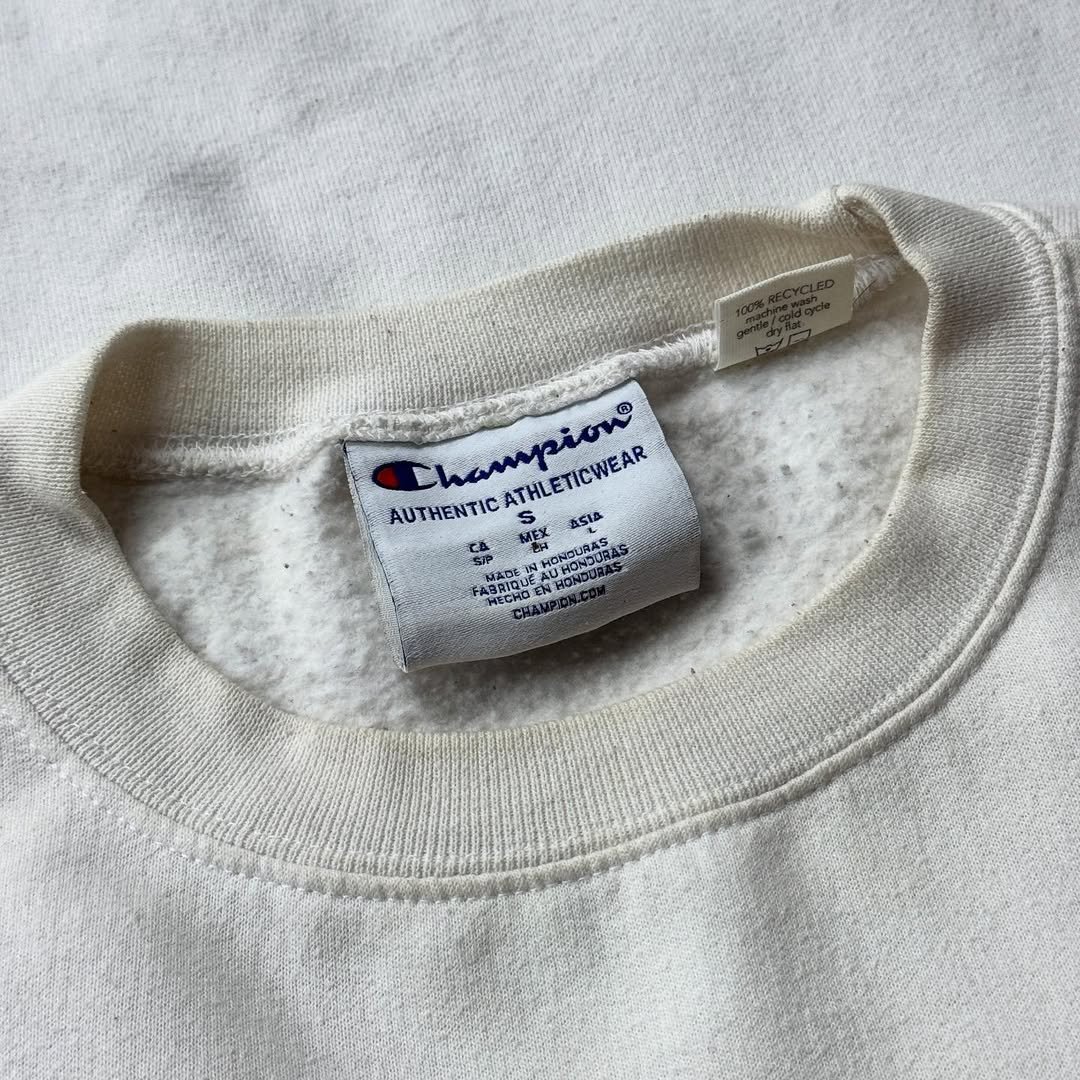 Champion®
AUTHENTIC ATHLETICWEAR
S
CA MEX ASIA
S/P CH L
MADE IN HONDURAS
FABRIQUÉ AU HONDURAS
HECHO EN HONDURAS
CHAMPION.COM
100% RECYCLED
machine wash
gentle / cold cycle
dry flat